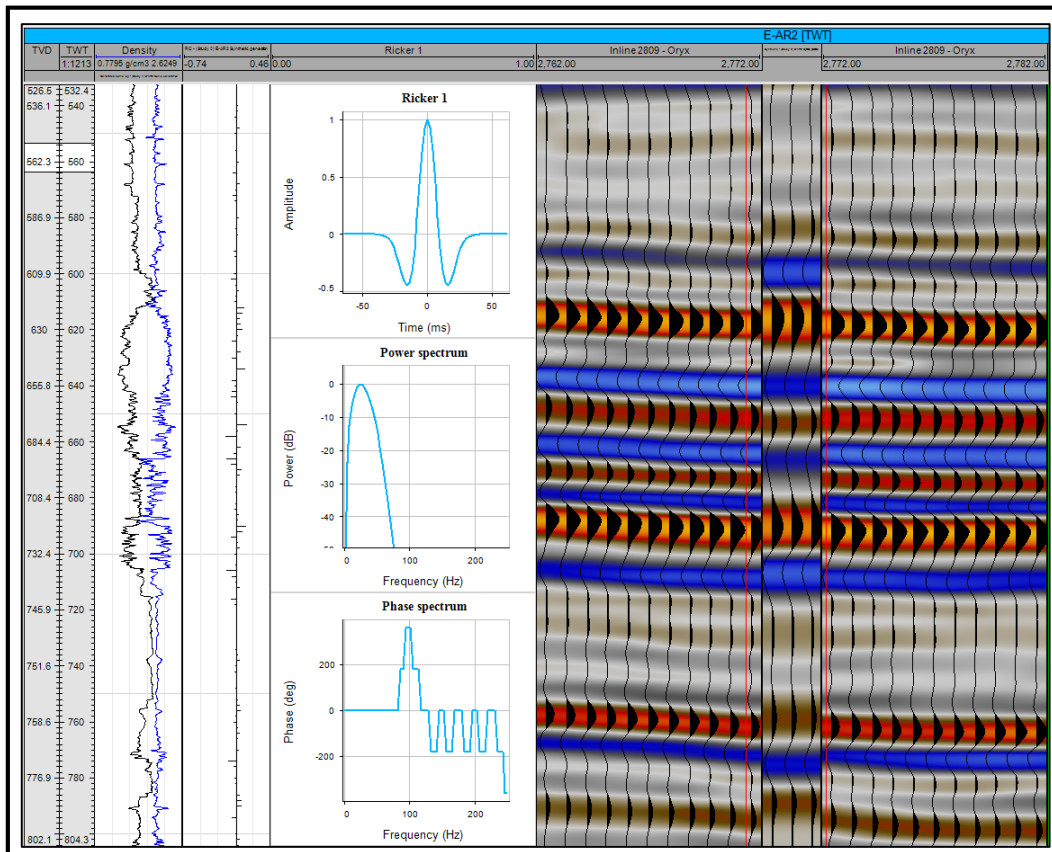 E-AR2 [TWT]
TVD TWT Density Ricker 1 Inline 2809 - Oryx Inline 2809 - Oryx
1:1213 0.7795 g/cm3 2.6249 -0.74 0.46 0.00 1.00 2,762.00 2,772.00 2,772.00 2,782.00
526.5 532.4
536.1 540
562.3 560
586.9 580
609.9 600
630 620
655.8 640
684.4 660
708.4 680
732.4 700
745.9 720
751.6 740
758.6 760
776.9 780
802.1 804.3
Ricker 1
1
0.5
0
-0.5
Amplitude
-50 0 50
Time (ms)
Power spectrum
0
-10
-20
-30
-40
Power (dB)
0 100 200
Frequency (Hz)
Phase spectrum
200
0
-200
Phase (deg)
0 100 200
Frequency (Hz)